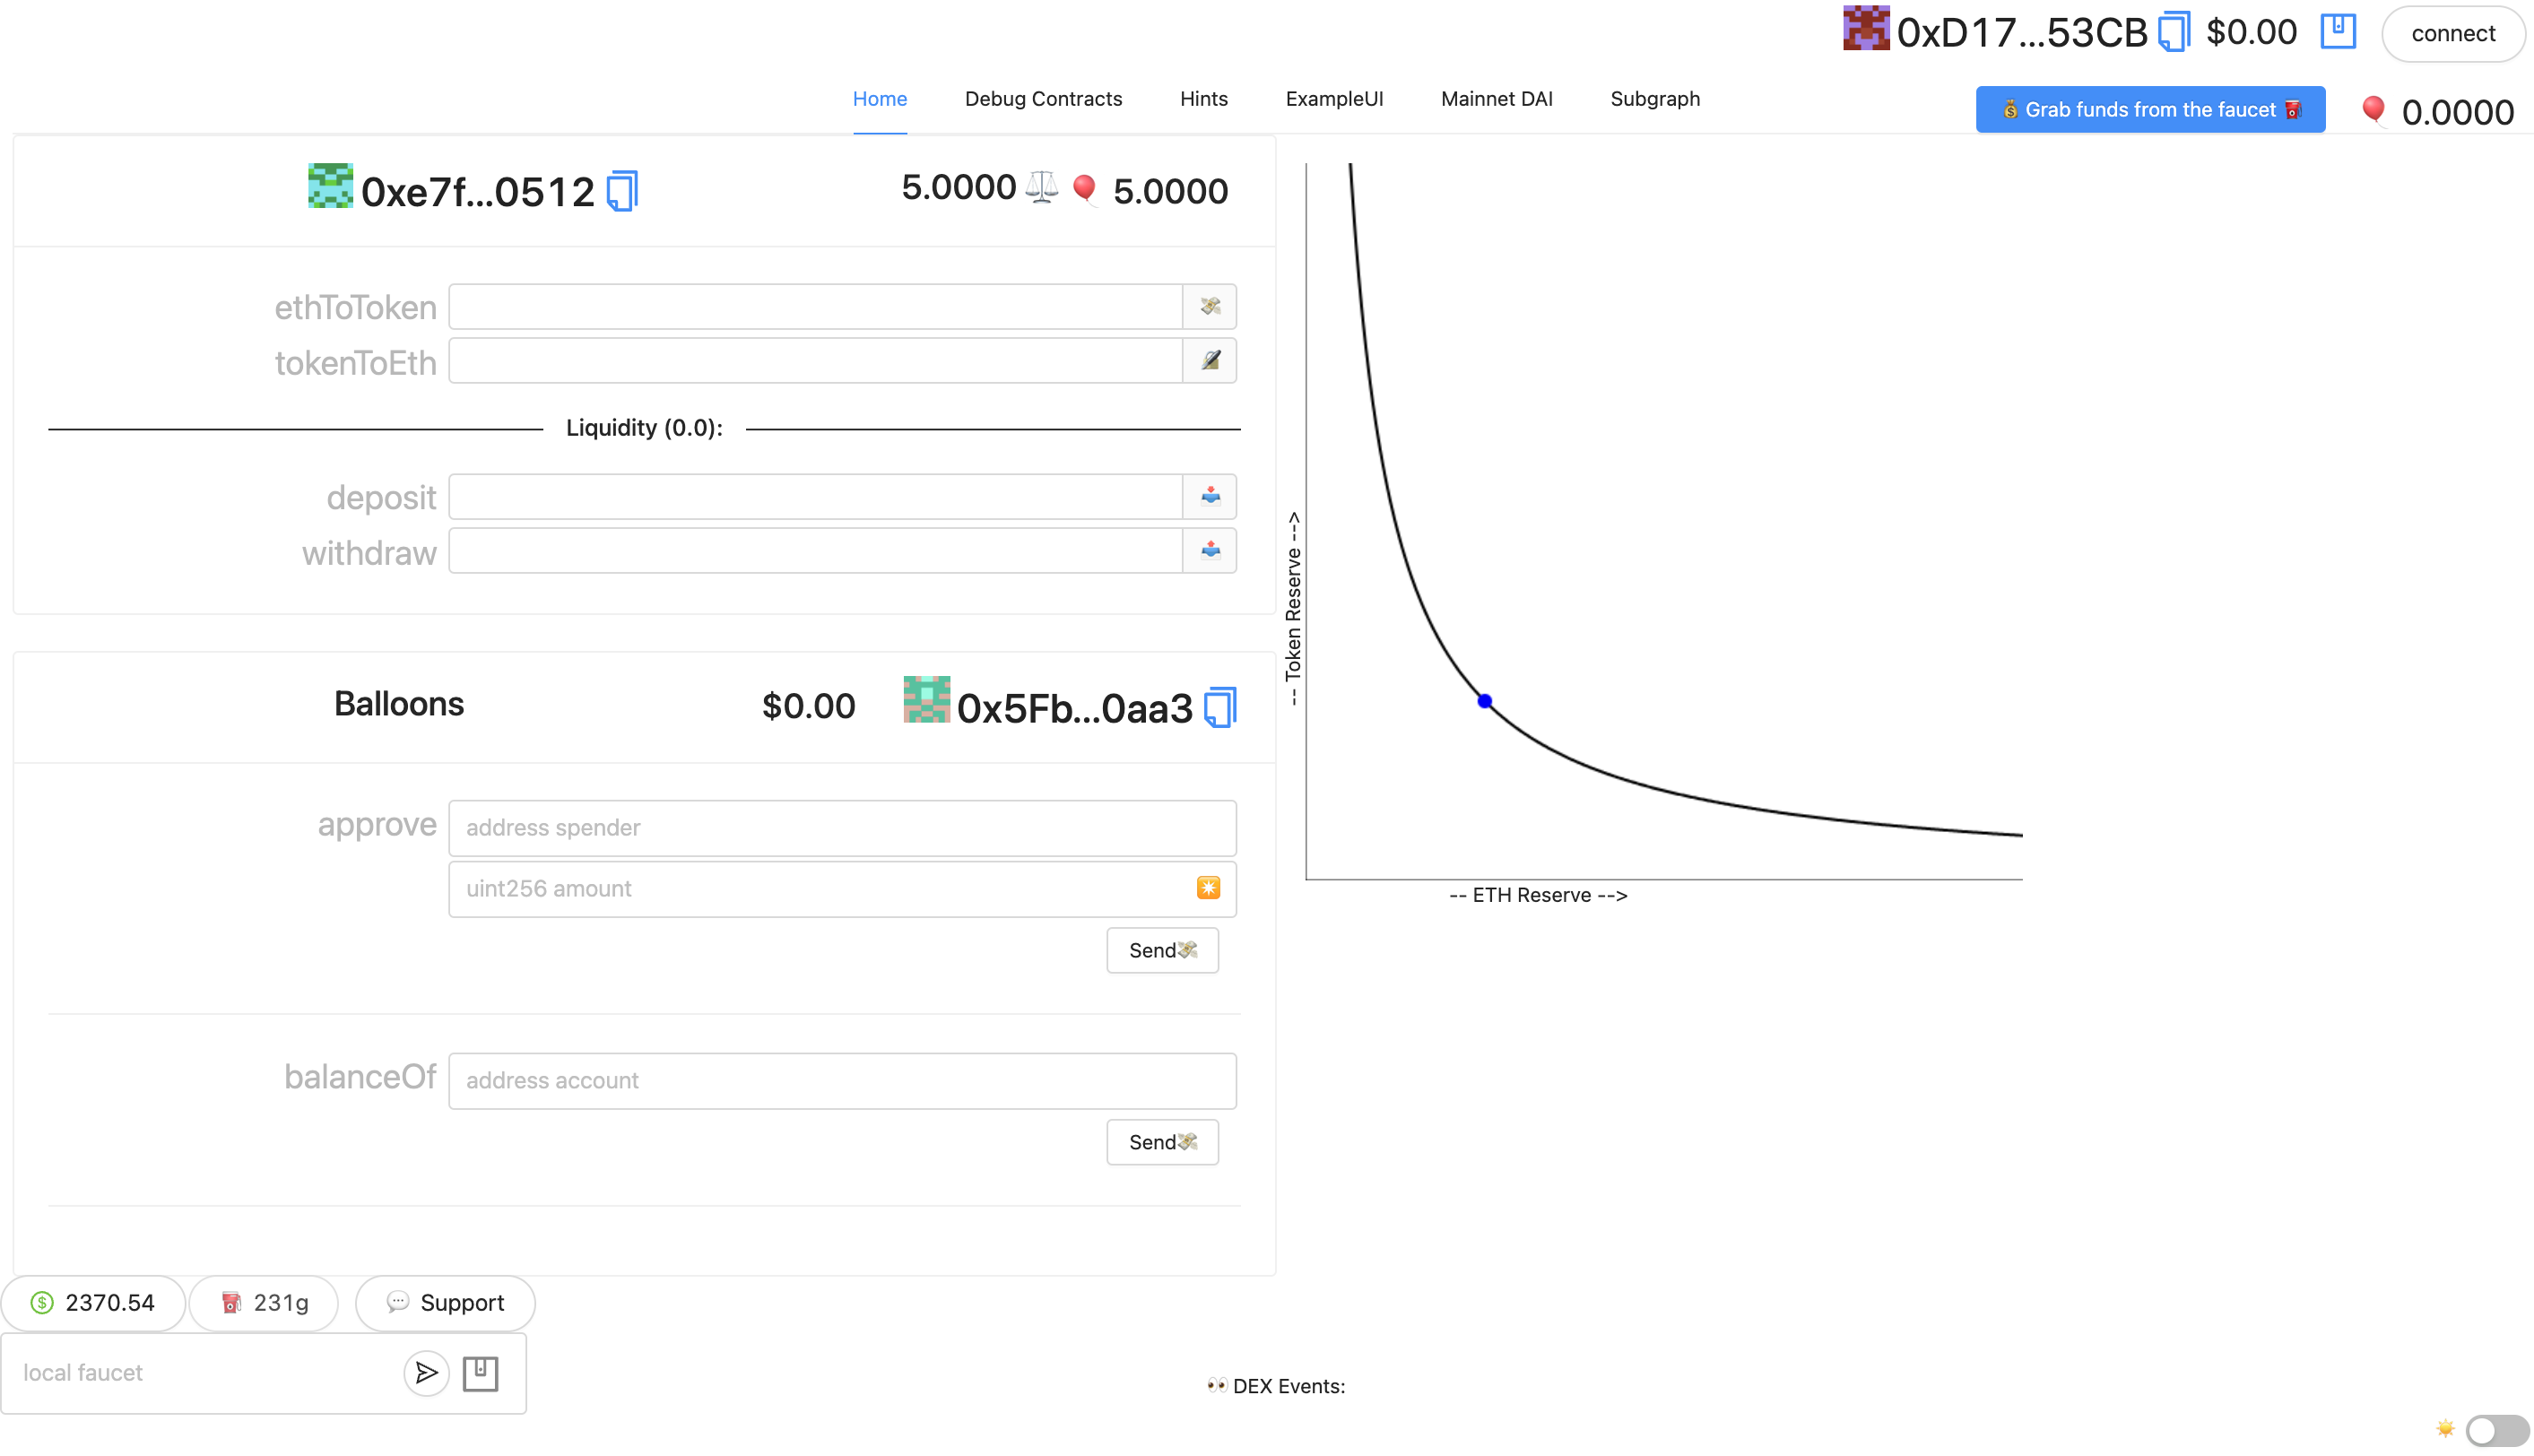 0xD17...53CB $0.00 connect
Home Debug Contracts Hints ExampleUI Mainnet DAI Subgraph
💰 Grab funds from the faucet ⛽ 🎈 0.0000
0xe7f...0512 5.0000 ⚖️ 🎈 5.0000
ethToToken
tokenToEth
Liquidity (0.0):
deposit
withdraw
-- Token Reserve -->
-- ETH Reserve -->
Balloons $0.00 0x5Fb...0aa3
approve address spender
uint256 amount
Send💸
balanceOf address account
Send💸
2370.54 ⛽ 231g 💬 Support
local faucet
👀 DEX Events: